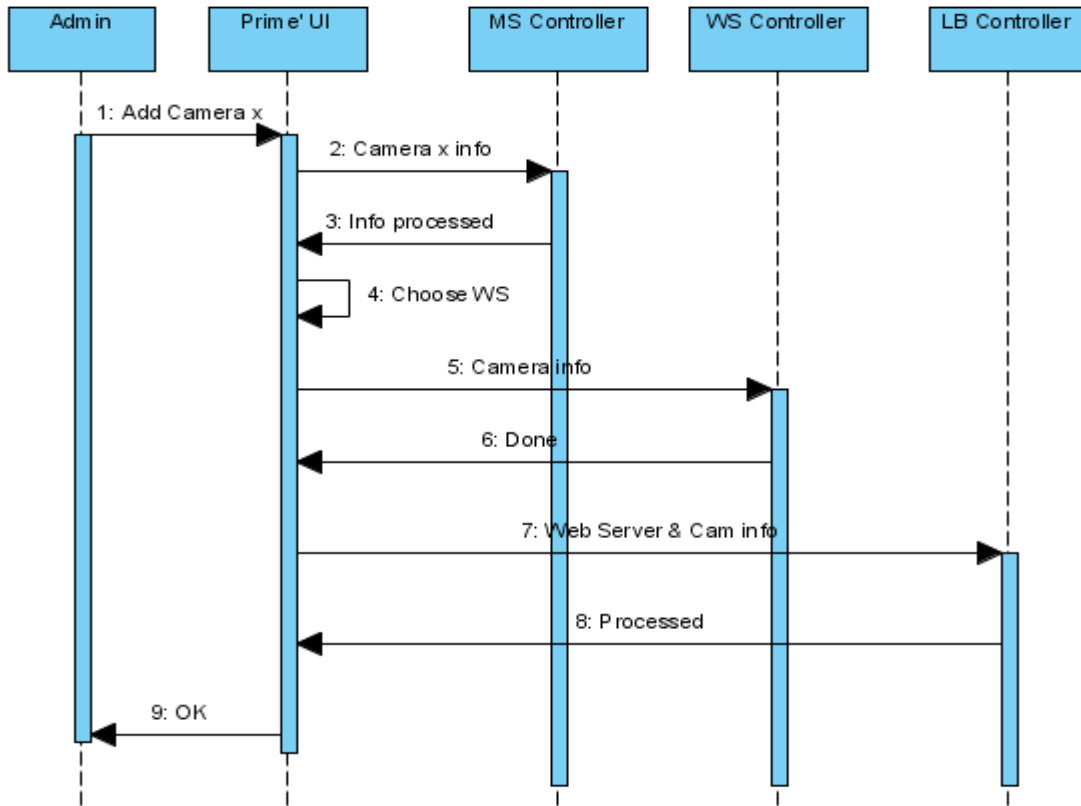 Admin
Prime' UI
MS Controller
WS Controller
LB Controller
1: Add Camera x
2: Camera x info
3: Info processed
4: Choose WS
5: Camera info
6: Done
7: Web Server & Cam info
8: Processed
9: OK